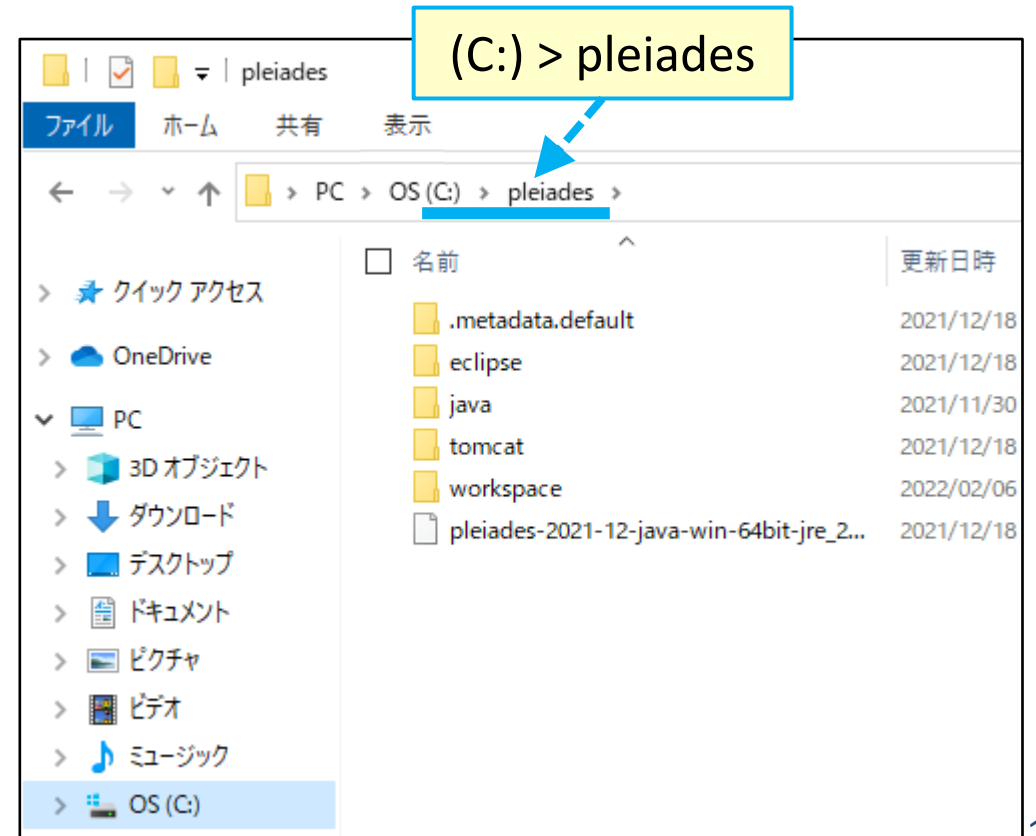 (C:) > pleiades
pleiades
ファイル ホーム 共有 表示
PC > OS (C:) > pleiades >
名前 更新日時
クイック アクセス
.metadata.default 2021/12/18
OneDrive
eclipse 2021/12/18
PC
java 2021/11/30
3D オブジェクト
tomcat 2021/12/18
ダウンロード
workspace 2022/02/06
デスクトップ
pleiades-2021-12-java-win-64bit-jre_2... 2021/12/18
ドキュメント
ピクチャ
ビデオ
ミュージック
OS (C:)